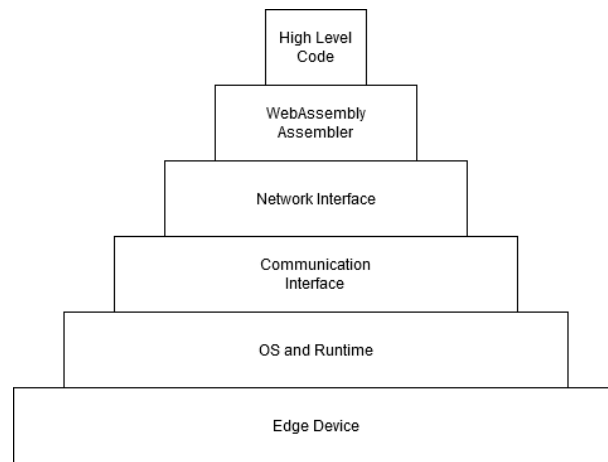 High Level
Code
WebAssembly
Assembler
Network Interface
Communication
Interface
OS and Runtime
Edge Device